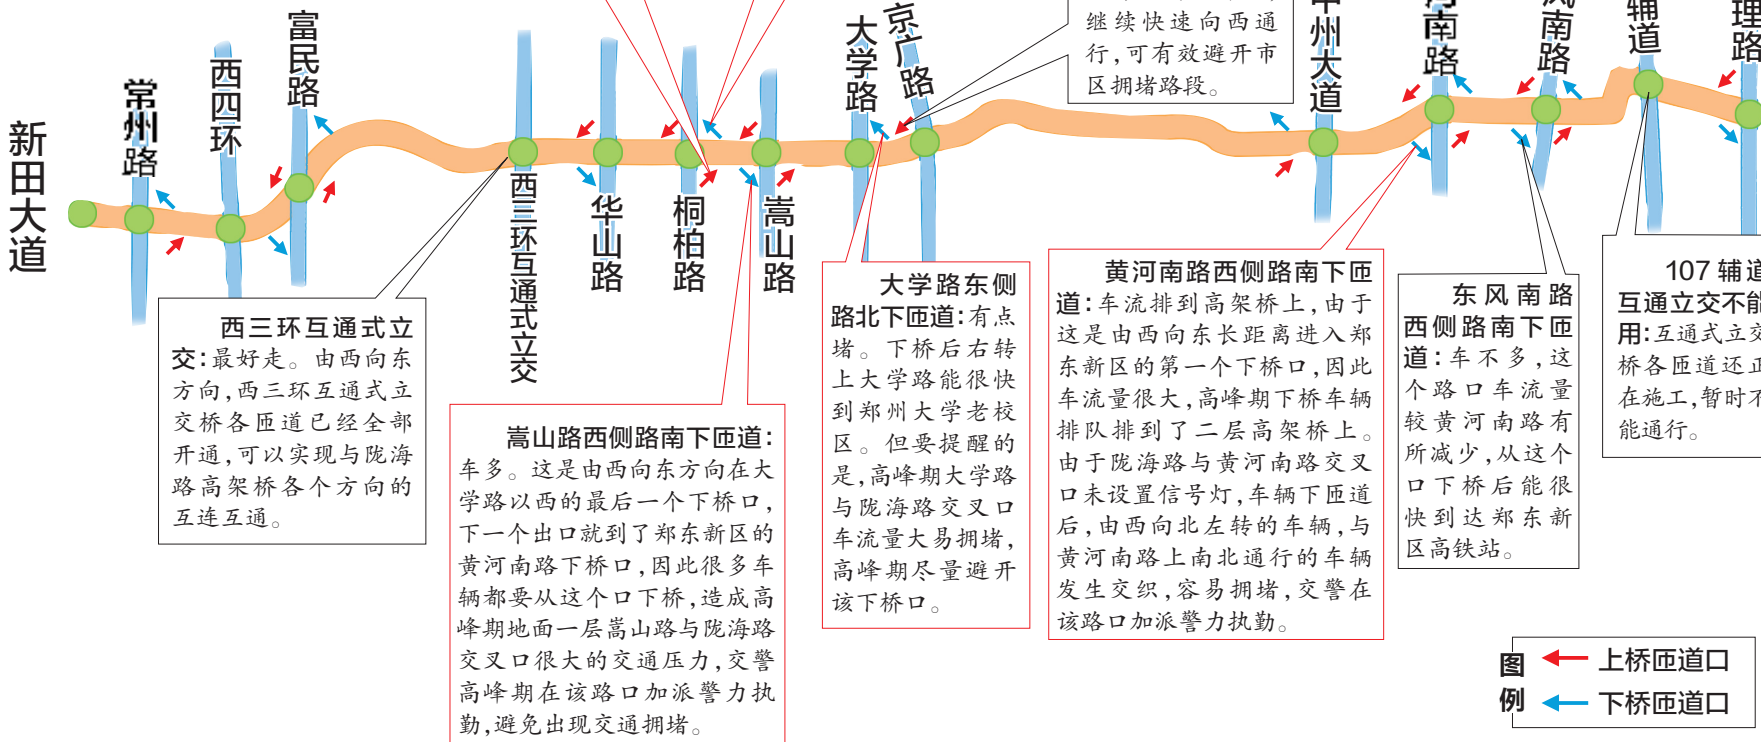 新田大道
常州路
西四环
富民路
西三环互通式立交
华山路
桐柏路
嵩山路
大学路
京广路
中州大道
河南路
风南路
辅道
理路
继续快速向西通
行,可有效避开市
区拥堵路段。
西三环互通式立
交:最好走。由西向东
方向,西三环互通式立
交桥各匝道已经全部
开通,可以实现与陇海
路高架桥各个方向的
互连互通。
嵩山路西侧路南下匝道:
车多。这是由西向东方向在大
学路以西的最后一个下桥口,
下一个出口就到了郑东新区的
黄河南路下桥口,因此很多车
辆都要从这个口下桥,造成高
峰期地面一层嵩山路与陇海路
交叉口很大的交通压力,交警
高峰期在该路口加派警力执
勤,避免出现交通拥堵。
大学路东侧
路北下匝道:有点
堵。下桥后右转
上大学路能很快
到郑州大学老校
区。但要提醒的
是,高峰期大学路
与陇海路交叉口
车流量大易拥堵,
高峰期尽量避开
该下桥口。
黄河南路西侧路南下匝
道:车流排到高架桥上,由于
这是由西向东长距离进入郑
东新区的第一个下桥口,因此
车流量很大,高峰期下桥车辆
排队排到了二层高架桥上。
由于陇海路与黄河南路交叉
口未设置信号灯,车辆下匝道
后,由西向北左转的车辆,与
黄河南路上南北通行的车辆
发生交织,容易拥堵,交警在
该路口加派警力执勤。
东风南路
西侧路南下匝
道:车不多,这
个路口车流量
较黄河南路有
所减少,从这个
口下桥后能很
快到达郑东新
区高铁站。
107 辅道
互通立交不能
用:互通式立交
桥各匝道还正
在施工,暂时不
能通行。
图例
上桥匝道口
下桥匝道口